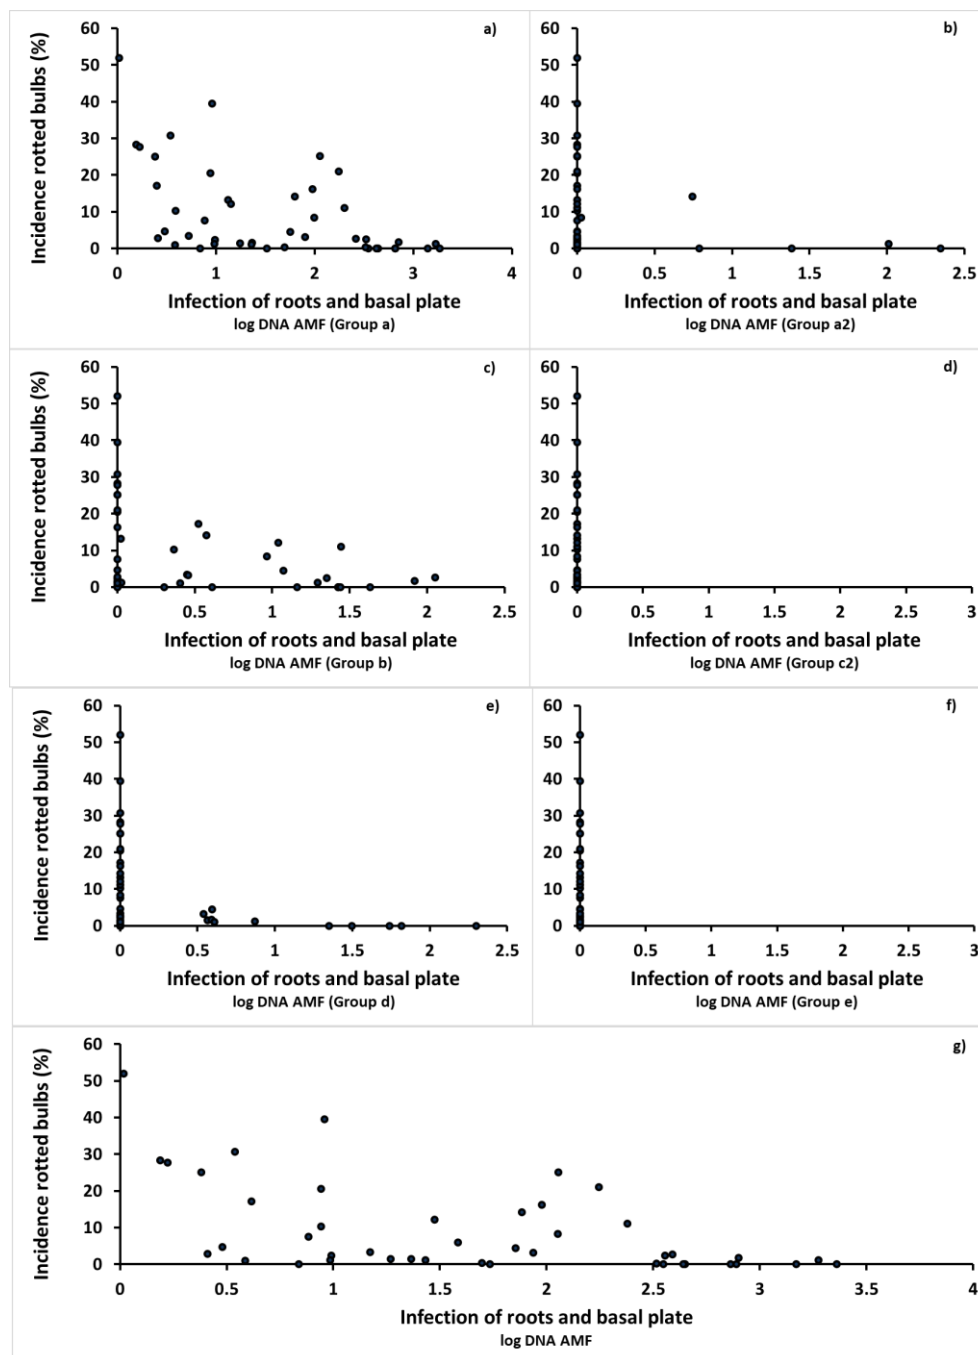 a)
Incidence rotted bulbs (%)
60
50
40
30
20
10
0
0 1 2 3 4
Infection of roots and basal plate
log DNA AMF (Group a)
b)
60
50
40
30
20
10
0
0 0.5 1 1.5 2 2.5
Infection of roots and basal plate
log DNA AMF (Group a2)
c)
Incidence rotted bulbs (%)
60
50
40
30
20
10
0
0 0.5 1 1.5 2 2.5
Infection of roots and basal plate
log DNA AMF (Group b)
d)
60
50
40
30
20
10
0
0 0.5 1 1.5 2 2.5 3
Infection of roots and basal plate
log DNA AMF (Group c2)
e)
Incidence rotted bulbs (%)
60
50
40
30
20
10
0
0 0.5 1 1.5 2 2.5
Infection of roots and basal plate
log DNA AMF (Group d)
f)
60
50
40
30
20
10
0
0 0.5 1 1.5 2 2.5 3
Infection of roots and basal plate
log DNA AMF (Group e)
g)
Incidence rotted bulbs (%)
60
50
40
30
20
10
0
0 0.5 1 1.5 2 2.5 3 3.5 4
Infection of roots and basal plate
log DNA AMF